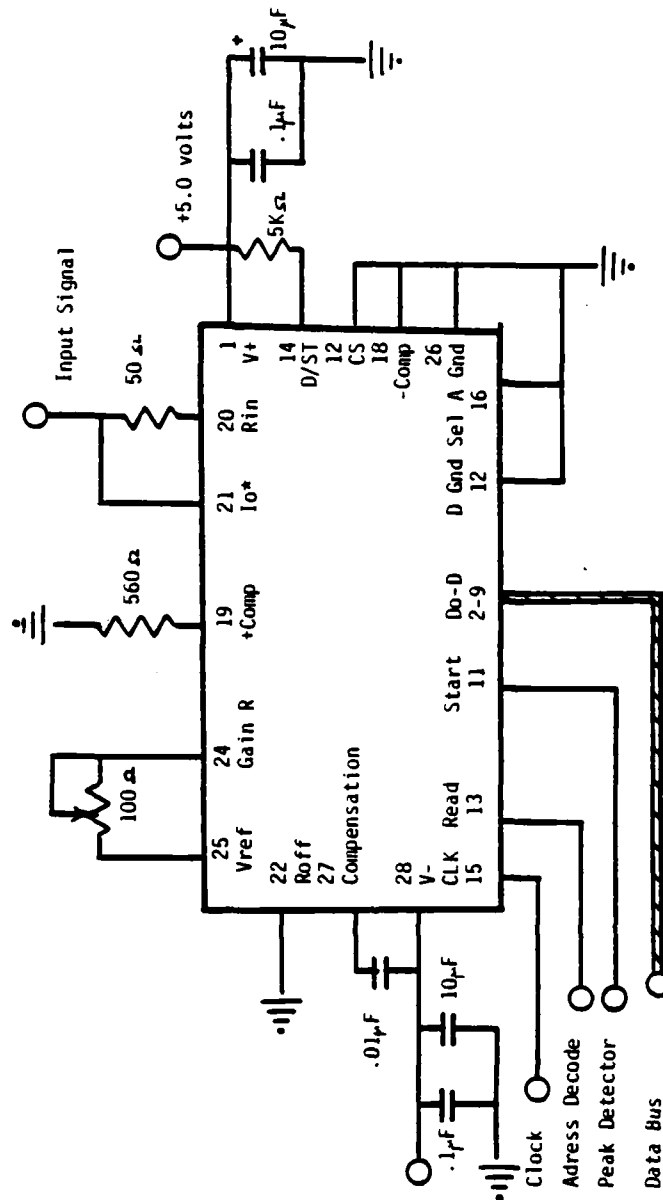 Input Signal
+5.0 volts
50 Ω
5KΩ
.1µF
+
10µF
560Ω
100 Ω
25
Vref
24
Gain R
19
+Comp
21
Io*
20
Rin
1
V+
14
D/ST
12
CS
18
-Comp
26
Gnd
22
Roff
27
Compensation
28
V-
CLK
15
Read
13
Start
11
Do-D
2-9
D Gnd
12
Sel A
16
.01µF
10µF
.1µF
Clock
Adress Decode
Peak Detector
Data Bus